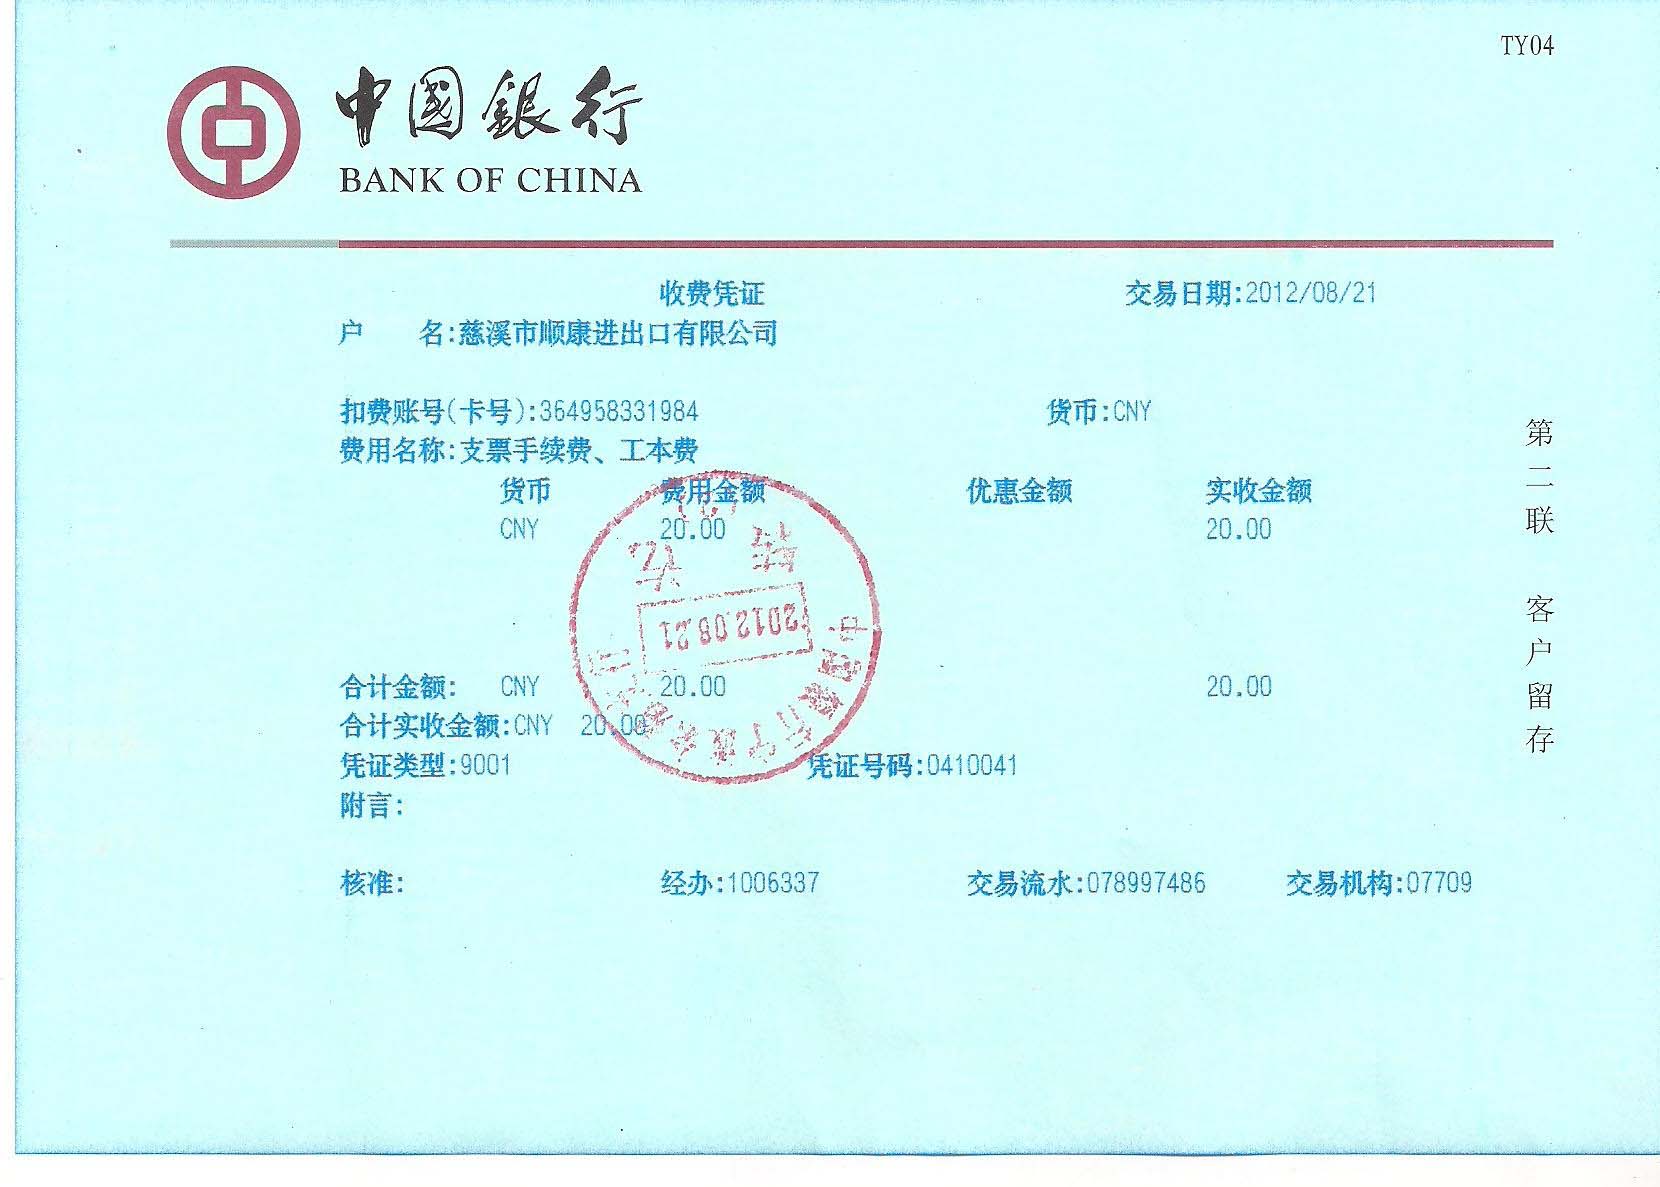 TY04
中國銀行
BANK OF CHINA
收费凭证 交易日期:2012/08/21
户 名:慈溪市顺康进出口有限公司
扣费账号(卡号):364958331984 货币:CNY
费用名称:支票手续费、工本费
货币 费用金额 优惠金额 实收金额
CNY 20.00 20.00
合计金额: CNY 20.00 20.00
合计实收金额:CNY 20.00
凭证类型:9001 凭证号码:0410041
附言:
核准: 经办:1006337 交易流水:078997486 交易机构:07709
第二联 客户留存
转讫
2012.08.21